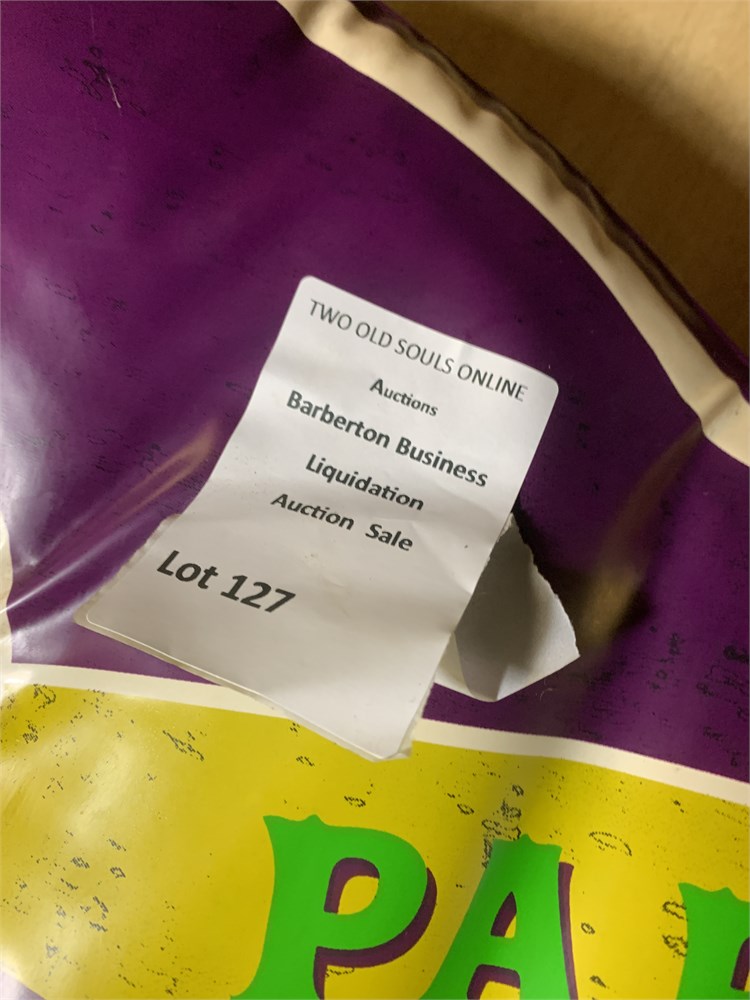 TWO OLD SOULS ONLINE
Auctions
Barberton Business
Liquidation
Auction Sale
Lot 127
PA